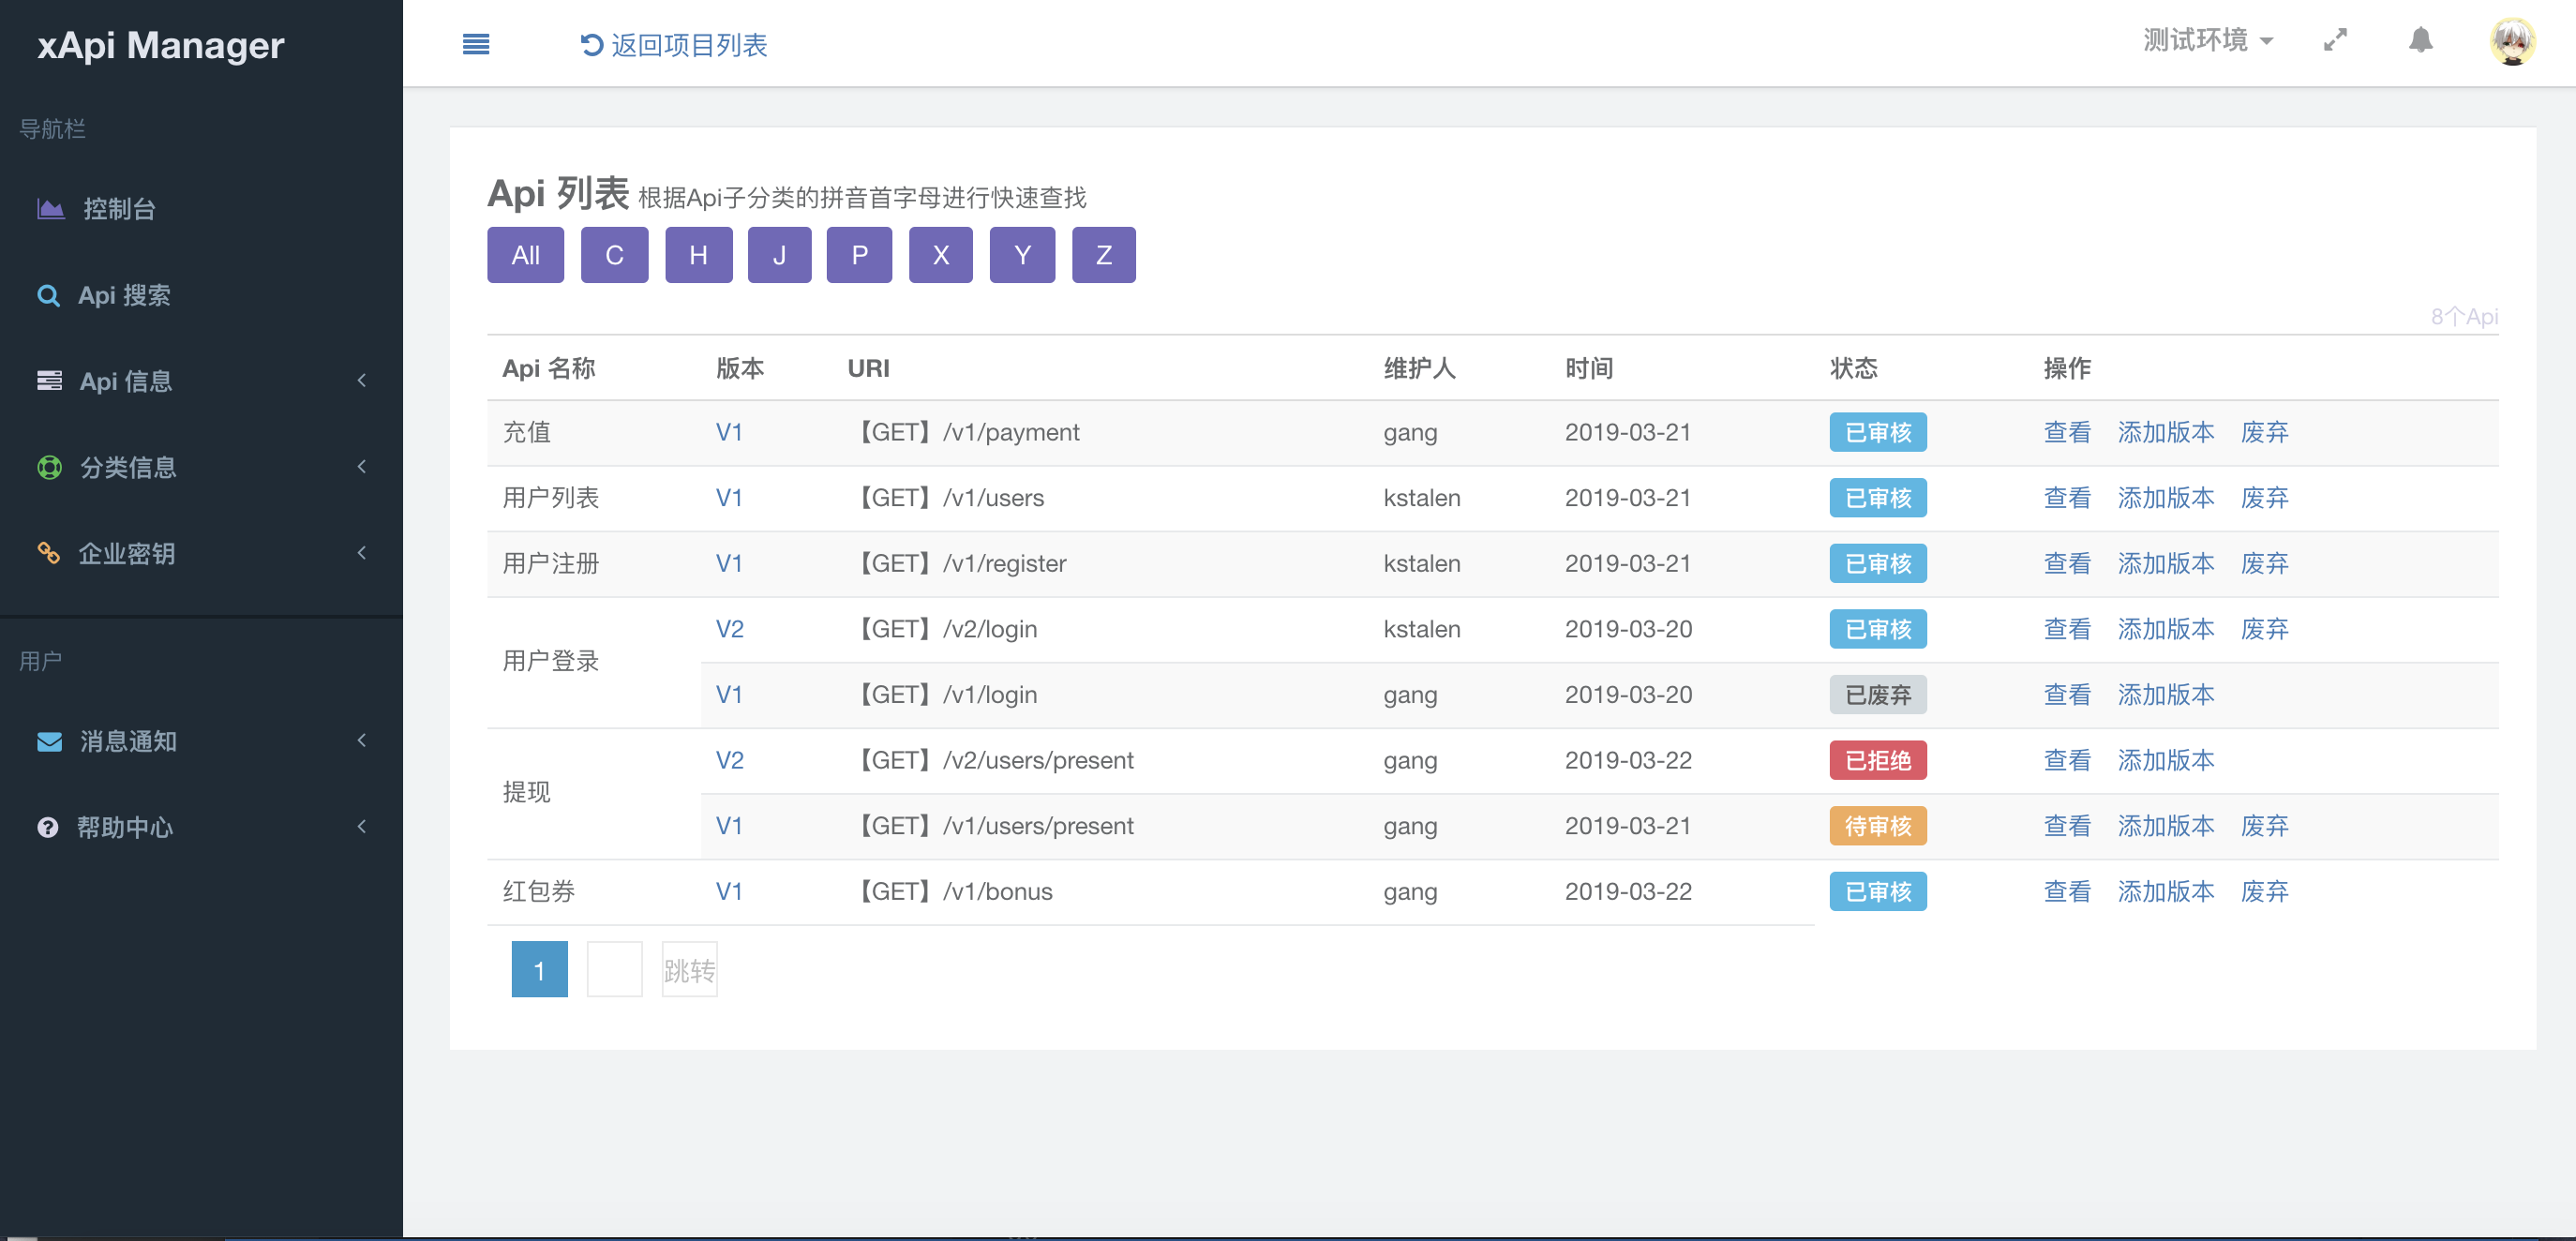 xApi Manager
返回项目列表
测试环境
导航栏
控制台
Api 搜索
Api 信息
分类信息
企业密钥
用户
消息通知
帮助中心
Api 列表 根据Api子分类的拼音首字母进行快速查找
All C H J P X Y Z
8个Api
Api 名称 版本 URI 维护人 时间 状态 操作
充值 V1 【GET】/v1/payment gang 2019-03-21 已审核 查看 添加版本 废弃
用户列表 V1 【GET】/v1/users kstalen 2019-03-21 已审核 查看 添加版本 废弃
用户注册 V1 【GET】/v1/register kstalen 2019-03-21 已审核 查看 添加版本 废弃
用户登录 V2 【GET】/v2/login kstalen 2019-03-20 已审核 查看 添加版本 废弃
V1 【GET】/v1/login gang 2019-03-20 已废弃 查看 添加版本
提现 V2 【GET】/v2/users/present gang 2019-03-22 已拒绝 查看 添加版本
V1 【GET】/v1/users/present gang 2019-03-21 待审核 查看 添加版本 废弃
红包券 V1 【GET】/v1/bonus gang 2019-03-22 已审核 查看 添加版本 废弃
1 跳转